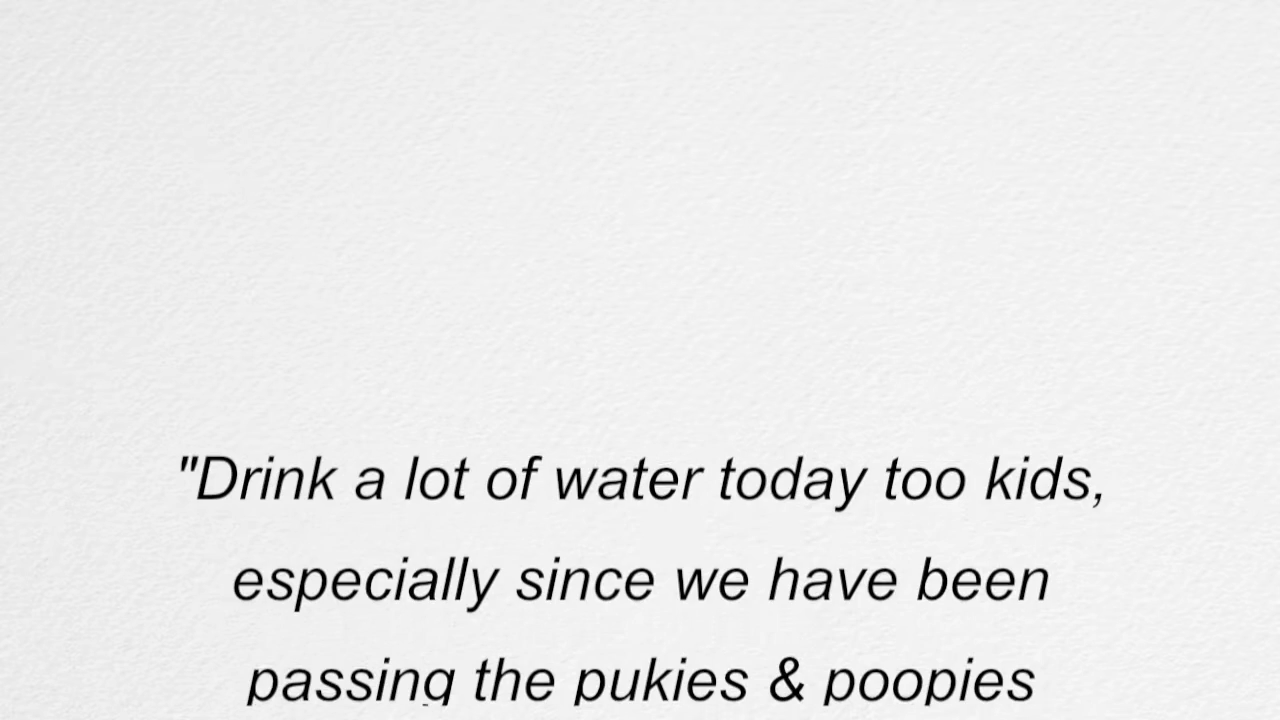 "Drink a lot of water today too kids,
especially since we have been
passing the pukies & poopies